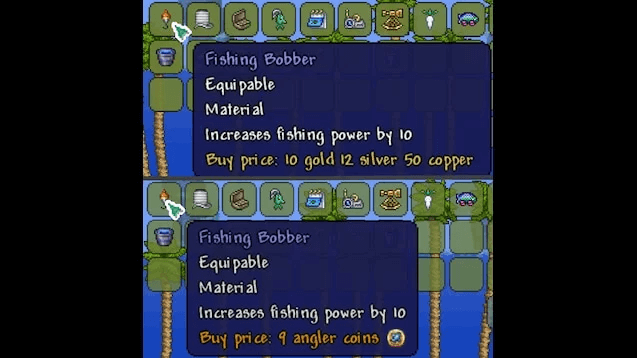 Fishing Bobber
Equipable
Material
Increases fishing power by 10
Buy price: 10 gold 12 silver 50 copper
Fishing Bobber
Equipable
Material
Increases fishing power by 10
Buy price: 9 angler coins